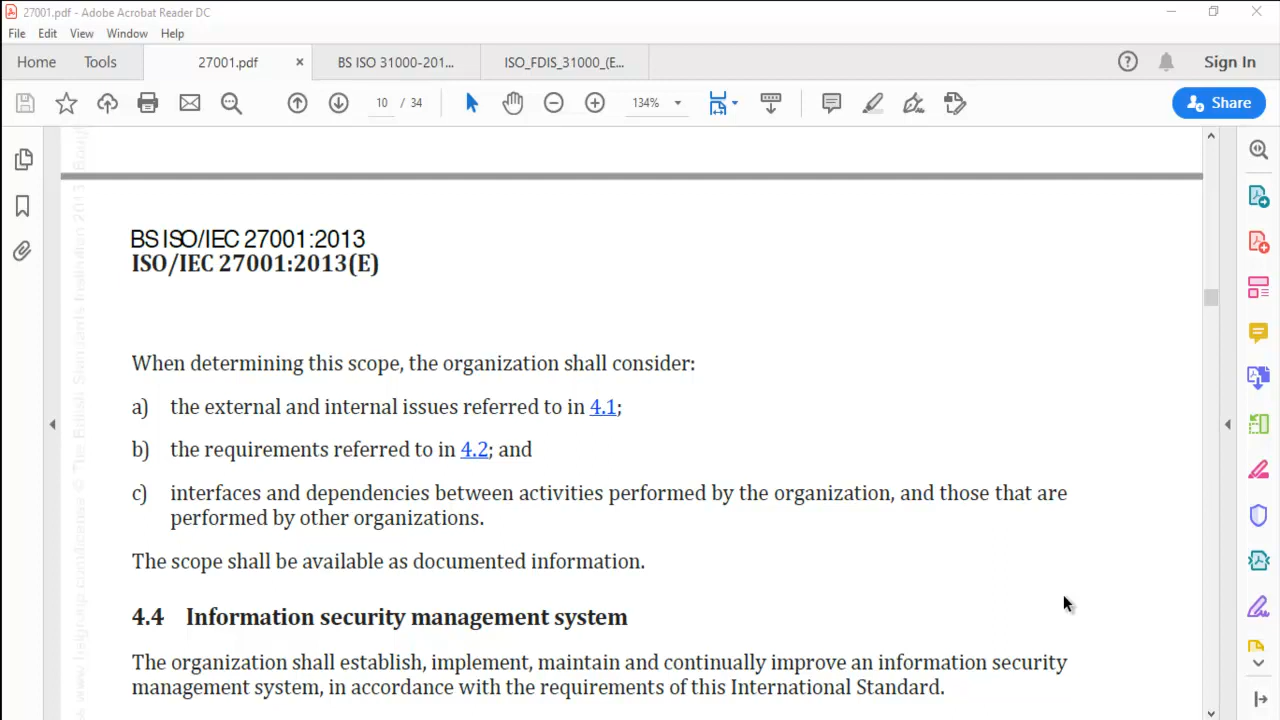 27001.pdf - Adobe Acrobat Reader DC
File Edit View Window Help
Home Tools 27001.pdf × BS ISO 31000-201... ISO_FDIS_31000_(E... Sign In
10 / 34 134% Share
BS ISO/IEC 27001:2013
ISO/IEC 27001:2013(E)
When determining this scope, the organization shall consider:
a) the external and internal issues referred to in 4.1;
b) the requirements referred to in 4.2; and
c) interfaces and dependencies between activities performed by the organization, and those that are
performed by other organizations.
The scope shall be available as documented information.
4.4 Information security management system
The organization shall establish, implement, maintain and continually improve an information security
management system, in accordance with the requirements of this International Standard.